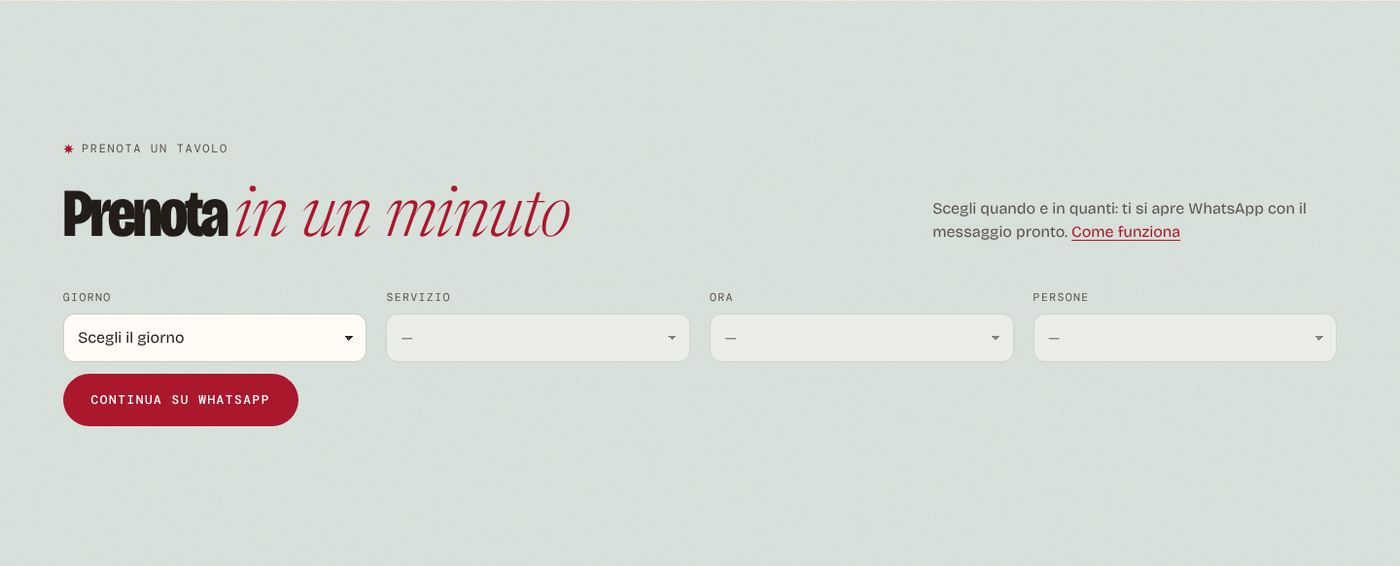 PRENOTA UN TAVOLO
Prenota in un minuto
Scegli quando e in quanti: ti si apre WhatsApp con il
messaggio pronto. Come funziona
GIORNO
SERVIZIO
ORA
PERSONE
Scegli il giorno
—
—
—
CONTINUA SU WHATSAPP